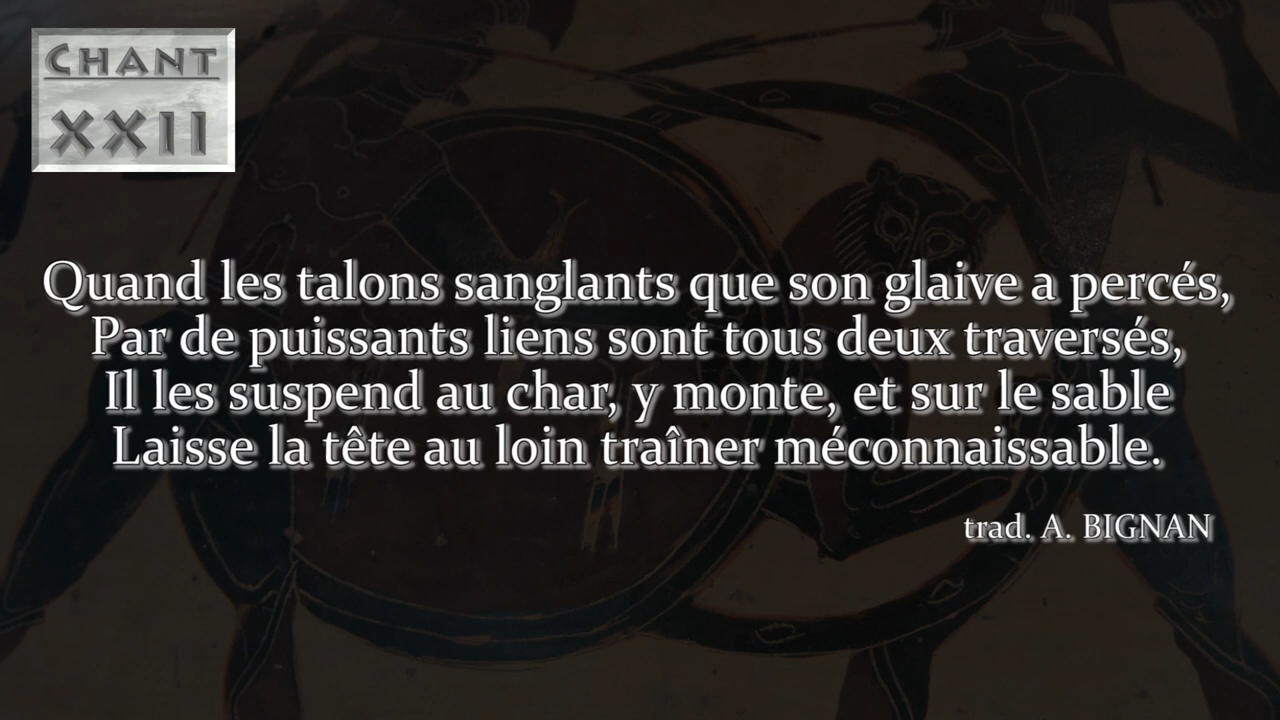 CHANT
XXII
Quand les talons sanglants que son glaive a percés,
Par de puissants liens sont tous deux traversés,
Il les suspend au char, y monte, et sur le sable
Laisse la tête au loin traîner méconnaissable.
trad. A. BIGNAN